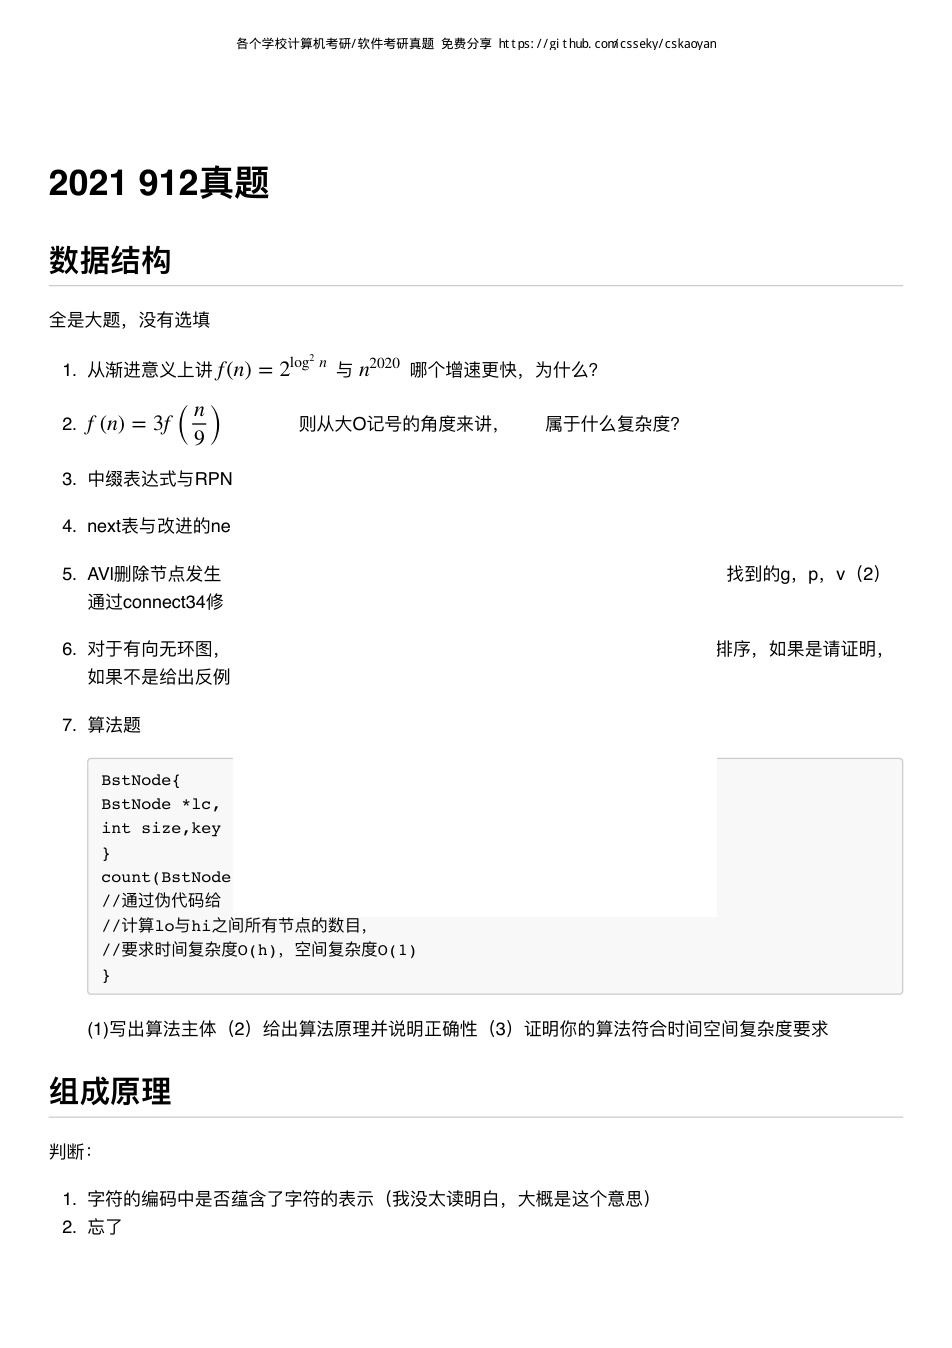 各个学校计算机考研/软件考研真题 免费分享 https://github.com/csseky/cskaoyan
2021 912真题
数据结构
全是大题，没有选填
1. 从渐进意义上讲 f(n) = 2^{log^2 n} 与 n^{2020} 哪个增速更快，为什么?
2. f (n) = 3f (n/9) 则从大O记号的角度来讲， 属于什么复杂度?
3. 中缀表达式与RPN
4. next表与改进的ne
5. AVl删除节点发生 找到的g，p，v（2）
通过connect34修
6. 对于有向无环图， 排序，如果是请证明，
如果不是给出反例
7. 算法题
BstNode{
BstNode *lc,
int size,key
}
count(BstNode
//通过伪代码给
//计算lo与hi之间所有节点的数目，
//要求时间复杂度O(h)，空间复杂度O(1)
}
(1)写出算法主体（2）给出算法原理并说明正确性（3）证明你的算法符合时间空间复杂度要求
组成原理
判断：
1. 字符的编码中是否蕴含了字符的表示（我没太读明白，大概是这个意思）
2. 忘了